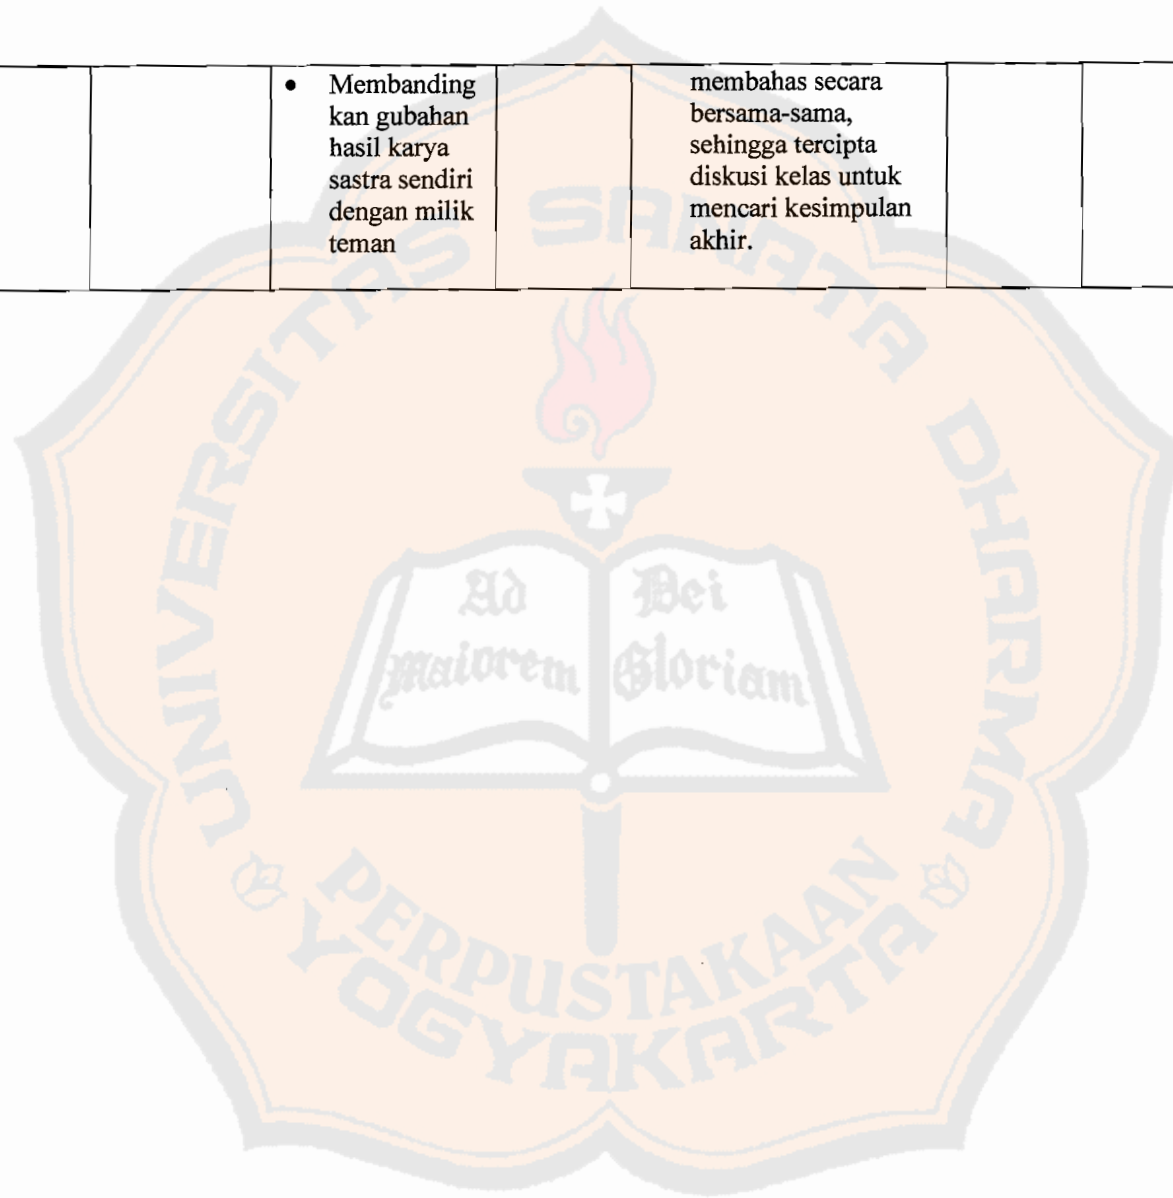 • Membanding
kan gubahan
hasil karya
sastra sendiri
dengan milik
teman
membahas secara
bersama-sama,
sehingga tercipta
diskusi kelas untuk
mencari kesimpulan
akhir.
UNIVERSITAS SANATA DHARMA
Ad Dei
Maiorem Gloriam
PERPUSTAKAAN
YOGYAKARTA